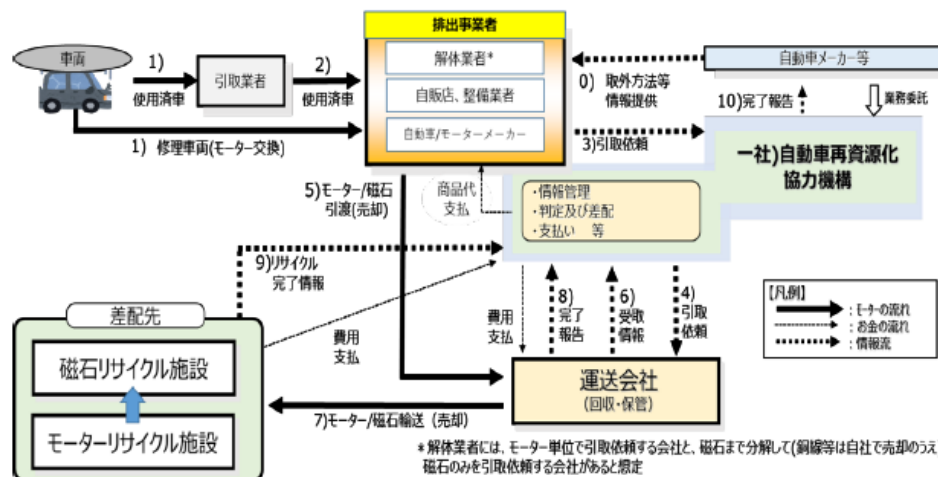 車両
1)
使用済車
引取業者
2)
使用済車
1) 修理車両(モーター交換)
排出事業者
解体業者*
自販店、整備業者
自動車/モーターメーカー
自動車メーカー等
0) 取外方法等
情報提供
10)完了報告
業務委託
3)引取依頼
一社)自動車再資源化
協力機構
5)モーター/磁石
引渡(売却)
商品代
支払
・情報管理
・判定及び差配
・支払い 等
9)リサイクル
完了情報
費用
支払
費用
支払
8)
完了
報告
6)
受取
情報
4)
引取
依頼
【凡例】
:モーターの流れ
:お金の流れ
:情報流
差配先
磁石リサイクル施設
モーターリサイクル施設
運送会社
(回収・保管)
7)モーター/磁石輸送 (売却)
*解体業者には、モーター単位で引取依頼する会社と、磁石まで分解して(銅線等は自社で売却のうえ
磁石のみを引取依頼する会社があると想定